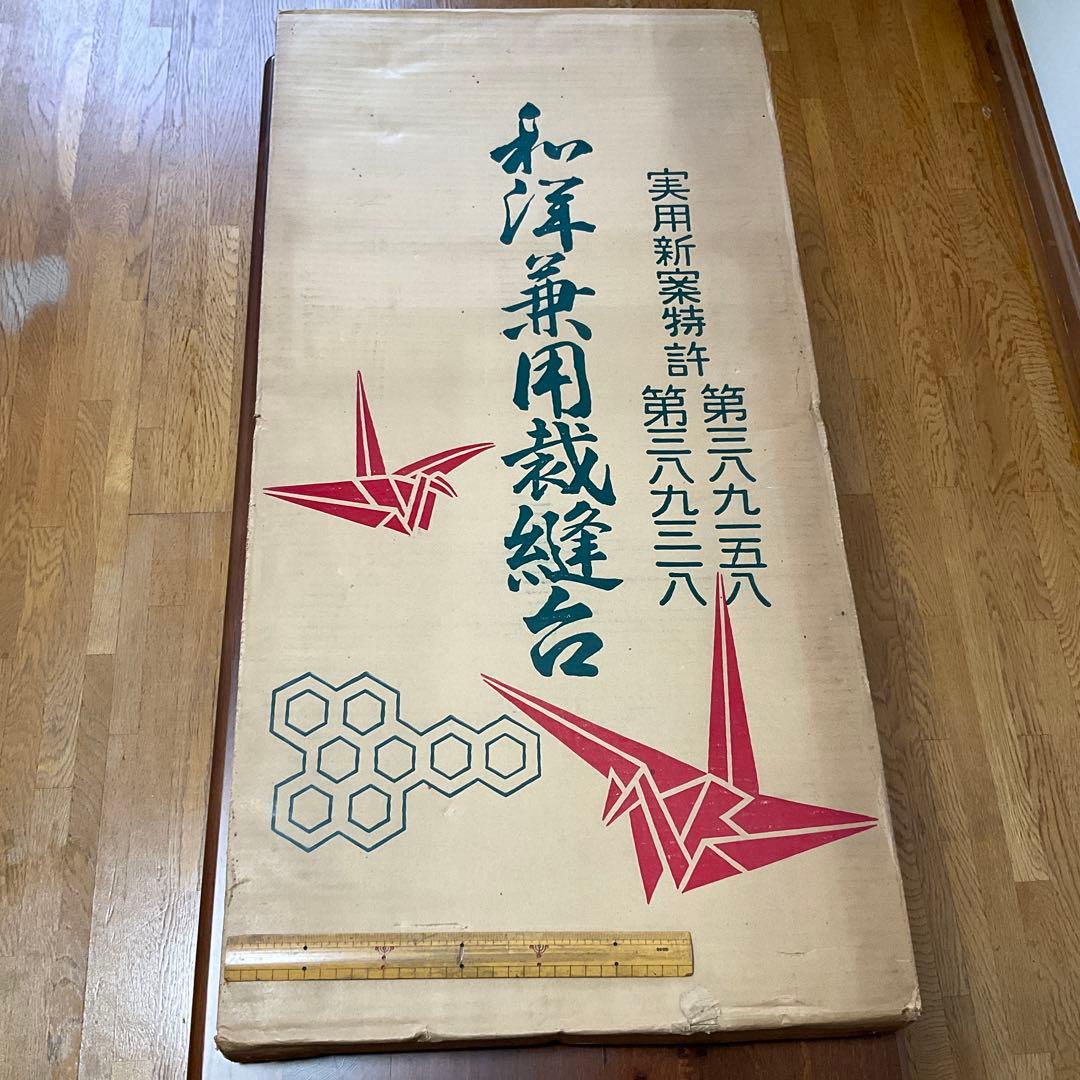 実用新案特許
第三八九一五八
第三八九三一八
和洋兼用裁縫台